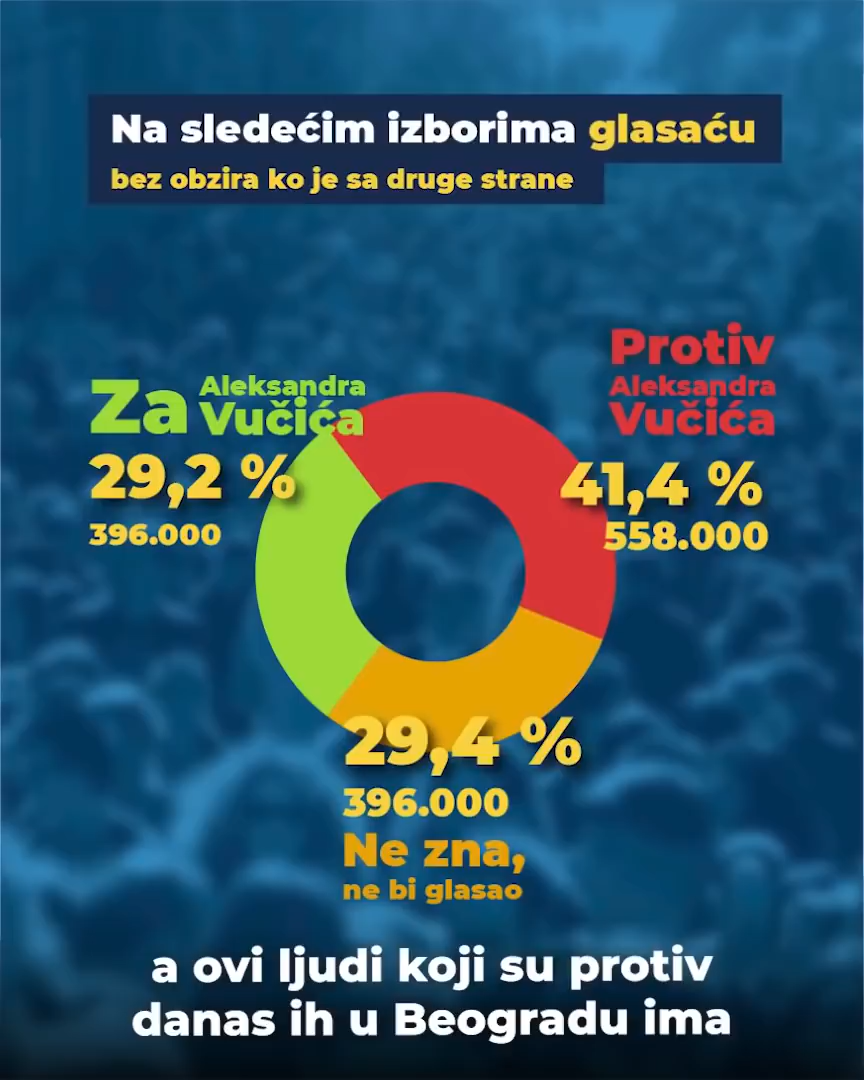 Na sledećim izborima glasaću
bez obzira ko je sa druge strane
Za Aleksandra
Vučića
29,2 %
396.000
Protiv
Aleksandra
Vučića
41,4 %
558.000
29,4 %
396.000
Ne zna,
ne bi glasao
a ovi ljudi koji su protiv
danas ih u Beogradu ima